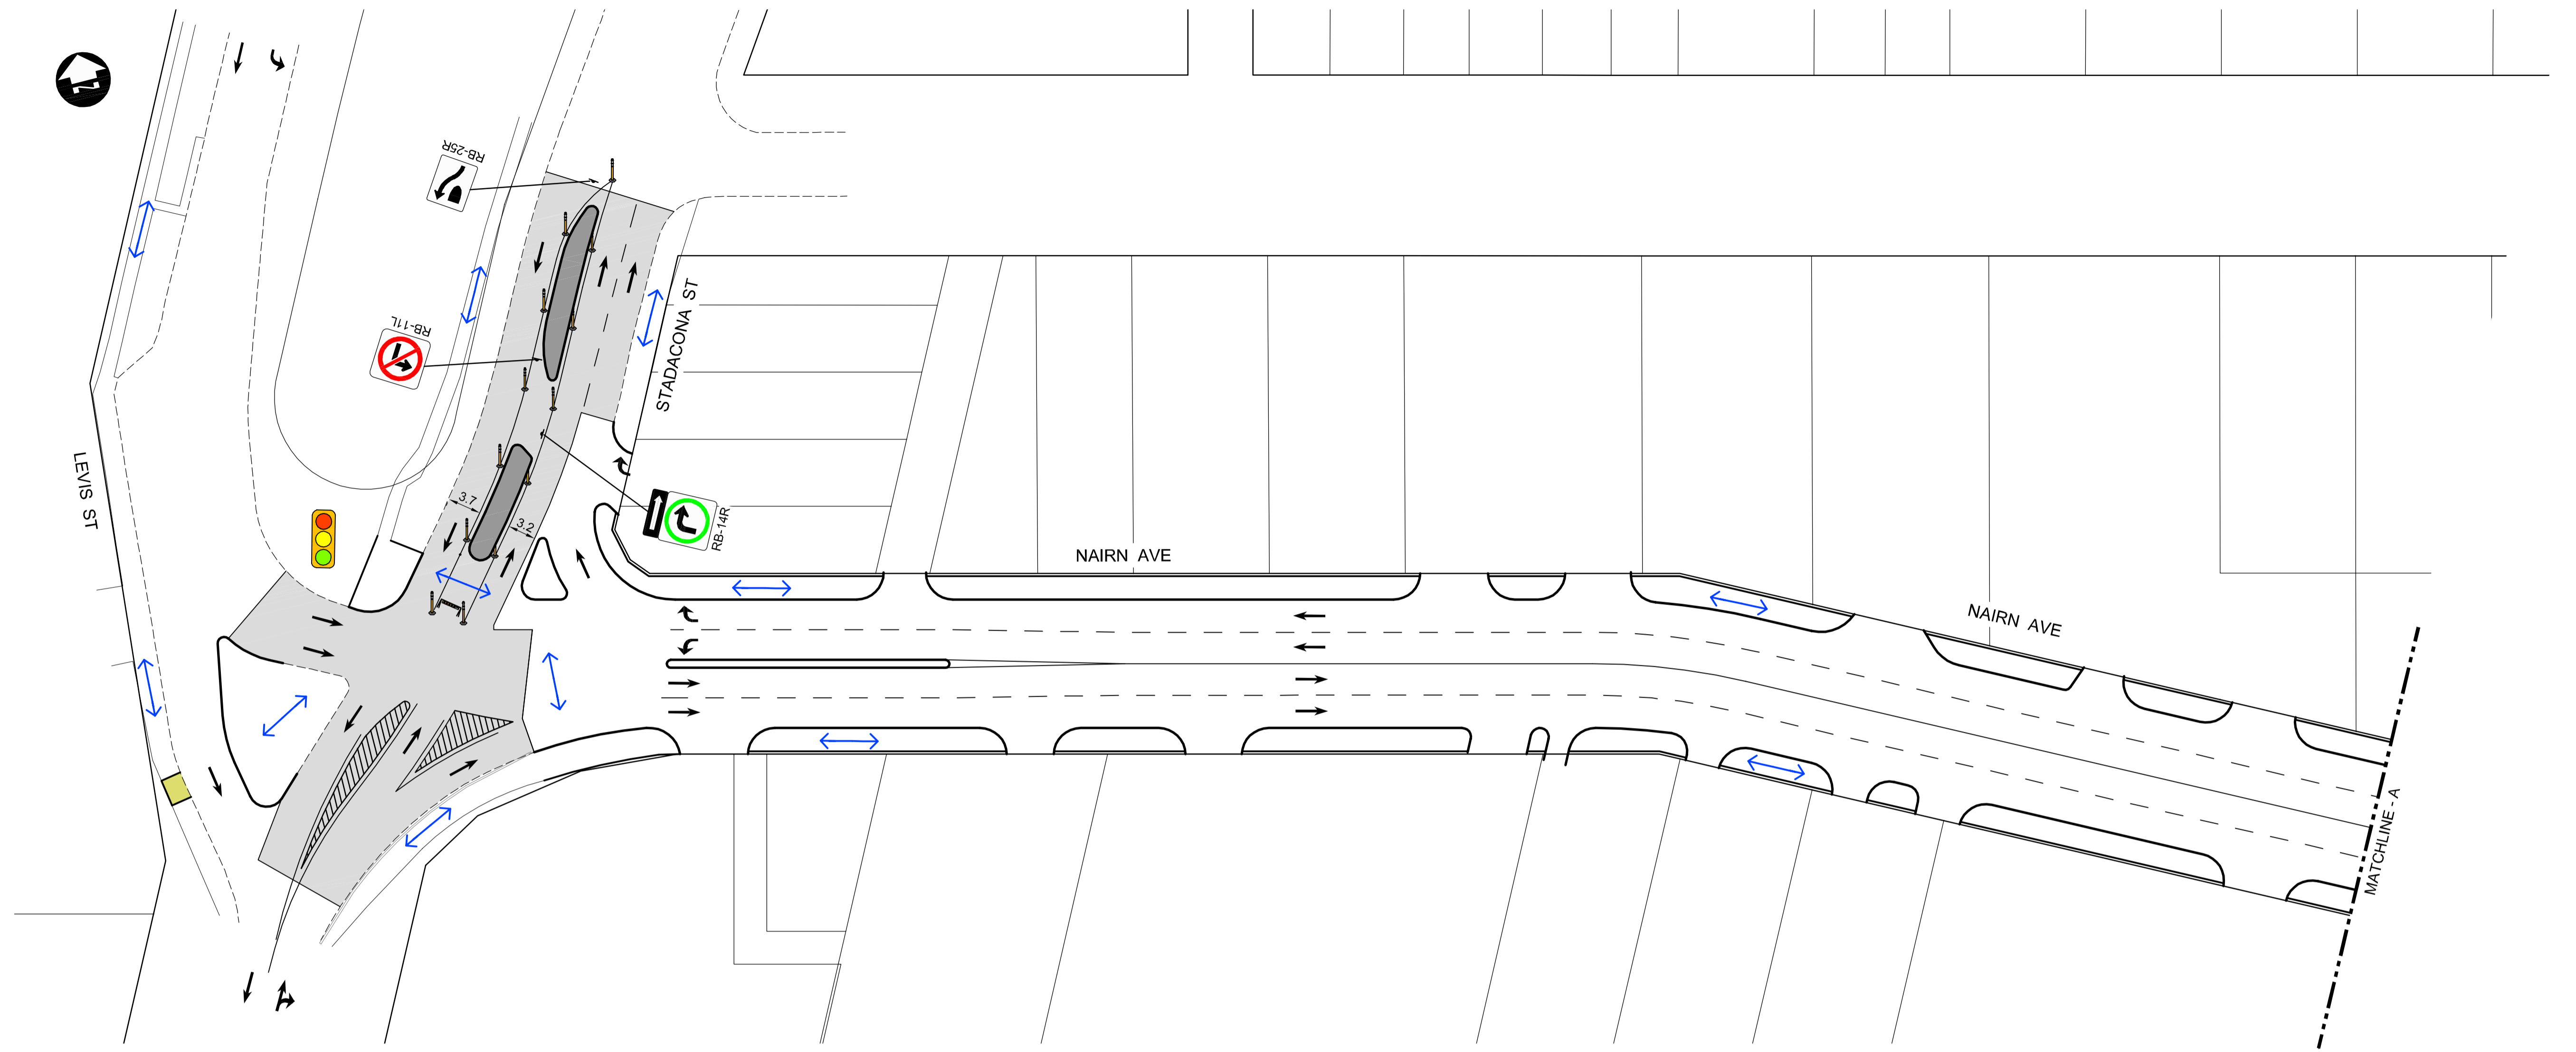 N
RB-25R
RB-11L
STADACONA ST
LEVIS ST
3.7
3.2
RB-14R
NAIRN AVE
NAIRN AVE
MATCHLINE - A